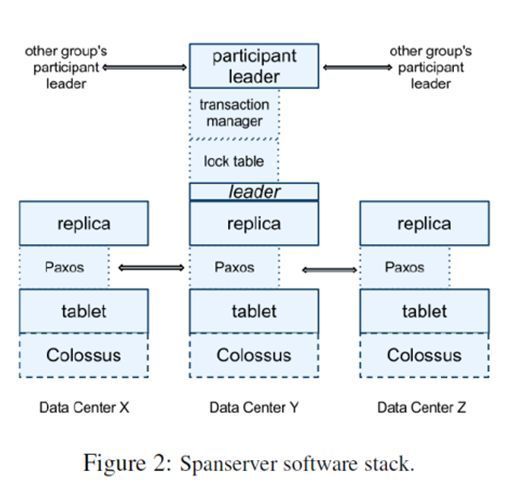 other group's
participant
leader
participant
leader
other group's
participant
leader
transaction
manager
lock table
leader
replica
replica
replica
Paxos
Paxos
Paxos
tablet
tablet
tablet
Colossus
Colossus
Colossus
Data Center X
Data Center Y
Data Center Z
Figure 2: Spanserver software stack.